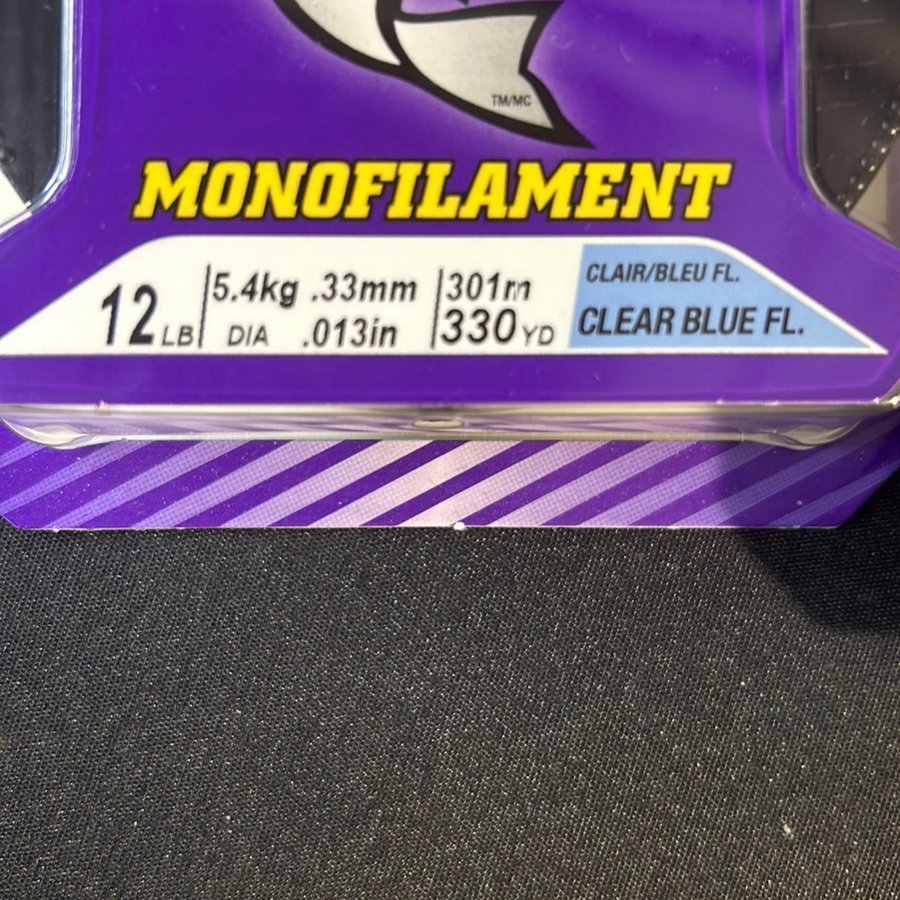 TM/MC
MONOFILAMENT
12 LB
5.4kg .33mm
DIA .013in
301m
330 YD
CLAIR/BLEU FL.
CLEAR BLUE FL.